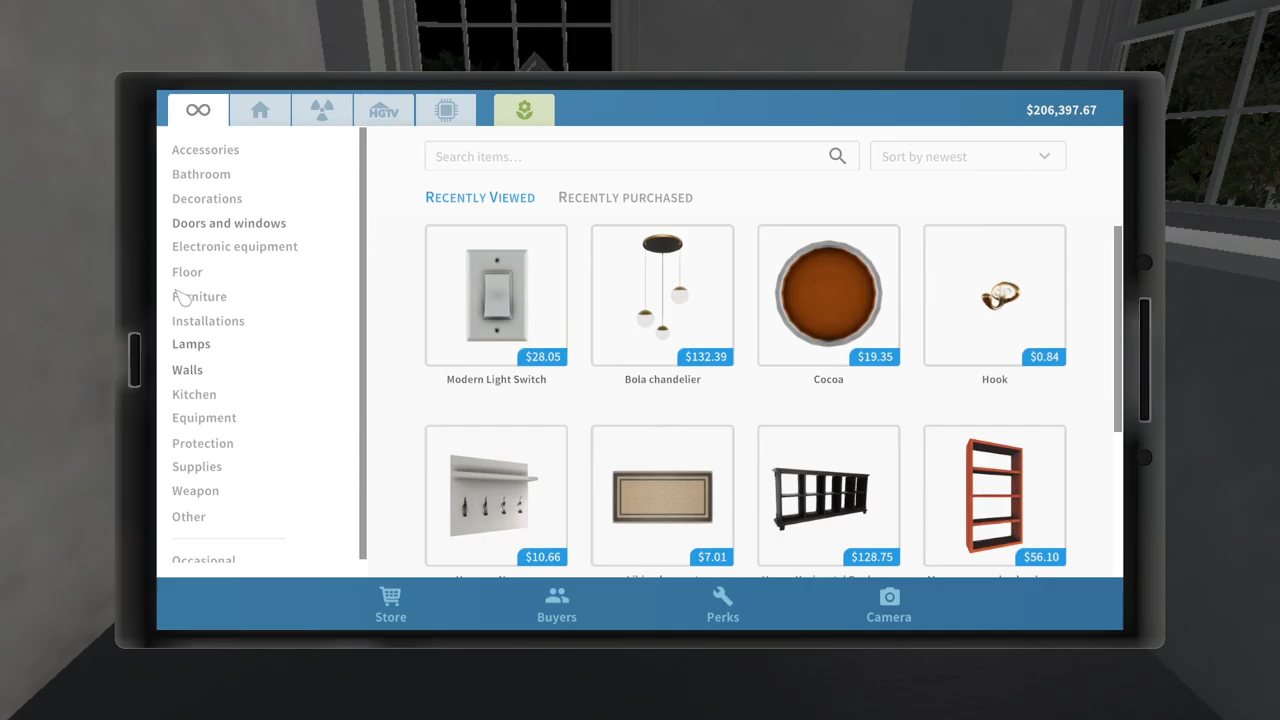 HGTV
$206,397.67
Accessories
Bathroom
Decorations
Doors and windows
Electronic equipment
Floor
Furniture
Installations
Lamps
Walls
Kitchen
Equipment
Protection
Supplies
Weapon
Other
Occasional
Search items...
Sort by newest
RECENTLY VIEWED
RECENTLY PURCHASED
$28.05
$132.39
$19.35
$0.84
Modern Light Switch
Bola chandelier
Cocoa
Hook
$10.66
$7.01
$128.75
$56.10
Store
Buyers
Perks
Camera